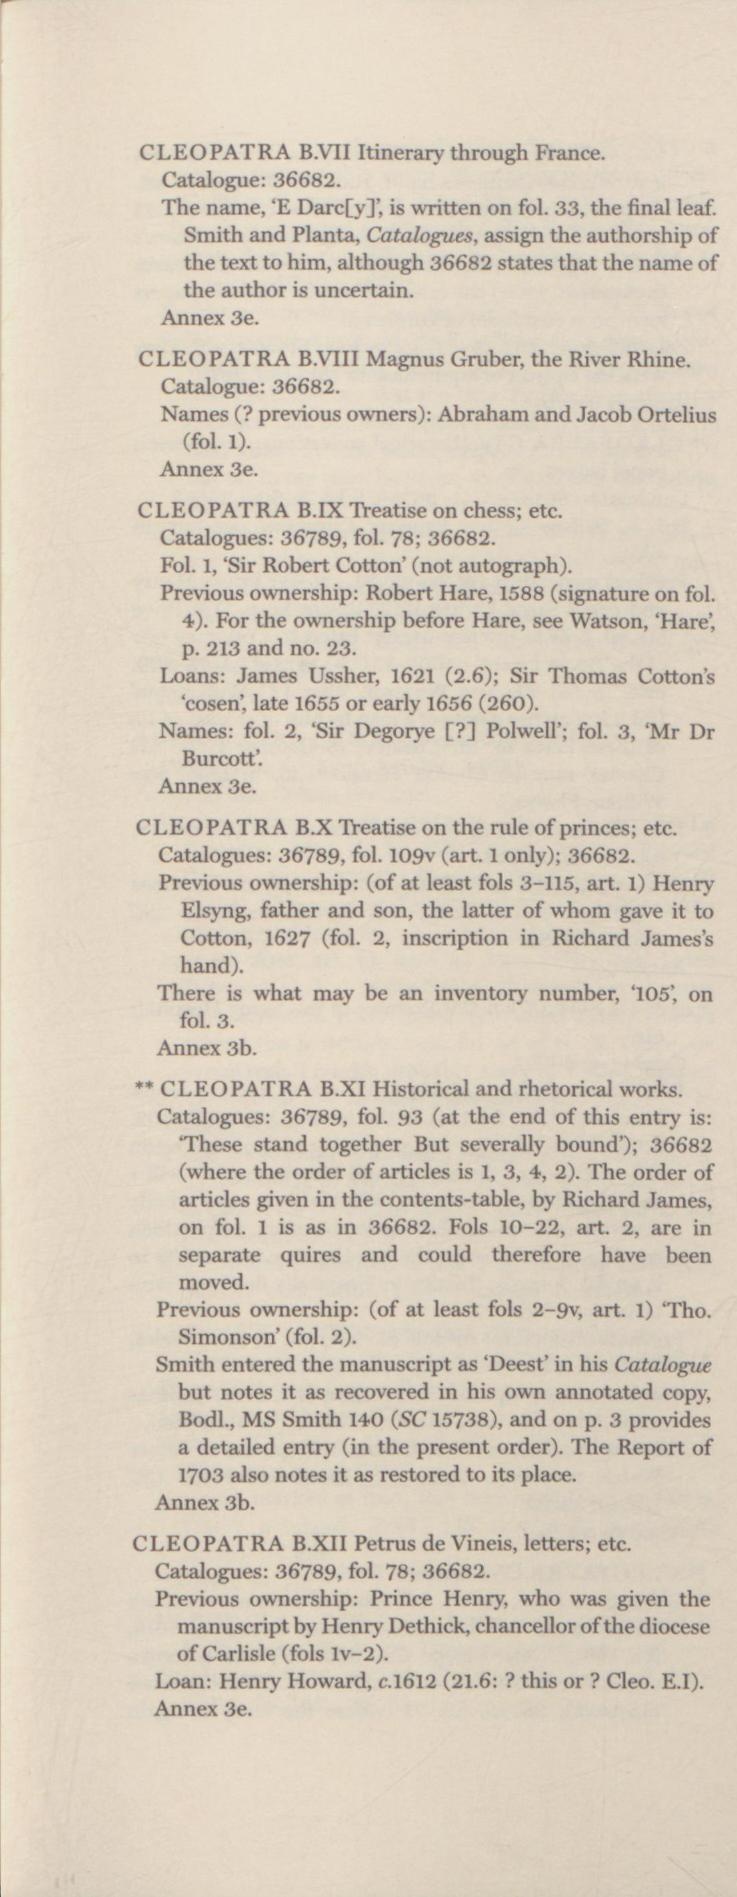 CLEOPATRA B.VII Itinerary through France.
Catalogue: 36682.
The name, ‘E Darc[y]’, is written on fol. 33, the final leaf.
Smith and Planta, Catalogues, assign the authorship of
the text to him, although 36682 states that the name of
the author is uncertain.
Annex 3e.
CLEOPATRA B.VIII Magnus Gruber, the River Rhine.
Catalogue: 36682.
Names (? previous owners): Abraham and Jacob Ortelius
(fol. 1).
Annex 3e.
CLEOPATRA B.IX Treatise on chess; etc.
Catalogues: 36789, fol. 78; 36682.
Fol. 1, ‘Sir Robert Cotton’ (not autograph).
Previous ownership: Robert Hare, 1588 (signature on fol.
4). For the ownership before Hare, see Watson, ‘Hare’,
p. 213 and no. 23.
Loans: James Ussher, 1621 (2.6); Sir Thomas Cotton's
‘cosen’, late 1655 or early 1656 (260).
Names: fol. 2, ‘Sir Degorye [?] Polwell’; fol. 3, ‘Mr Dr
Burcott’.
Annex 3e.
CLEOPATRA B.X Treatise on the rule of princes; etc.
Catalogues: 36789, fol. 109v (art. 1 only); 36682.
Previous ownership: (of at least fols 3–115, art. 1) Henry
Elsyng, father and son, the latter of whom gave it to
Cotton, 1627 (fol. 2, inscription in Richard James's
hand).
There is what may be an inventory number, ‘105’, on
fol. 3.
Annex 3b.
** CLEOPATRA B.XI Historical and rhetorical works.
Catalogues: 36789, fol. 93 (at the end of this entry is:
‘These stand together But severally bound’); 36682
(where the order of articles is 1, 3, 4, 2). The order of
articles given in the contents-table, by Richard James,
on fol. 1 is as in 36682. Fols 10–22, art. 2, are in
separate quires and could therefore have been
moved.
Previous ownership: (of at least fols 2–9v, art. 1) ‘Tho.
Simonson’ (fol. 2).
Smith entered the manuscript as ‘Deest’ in his Catalogue
but notes it as recovered in his own annotated copy,
Bodl., MS Smith 140 (SC 15738), and on p. 3 provides
a detailed entry (in the present order). The Report of
1703 also notes it as restored to its place.
Annex 3b.
CLEOPATRA B.XII Petrus de Vineis, letters; etc.
Catalogues: 36789, fol. 78; 36682.
Previous ownership: Prince Henry, who was given the
manuscript by Henry Dethick, chancellor of the diocese
of Carlisle (fols 1v–2).
Loan: Henry Howard, c.1612 (21.6: ? this or ? Cleo. E.I).
Annex 3e.